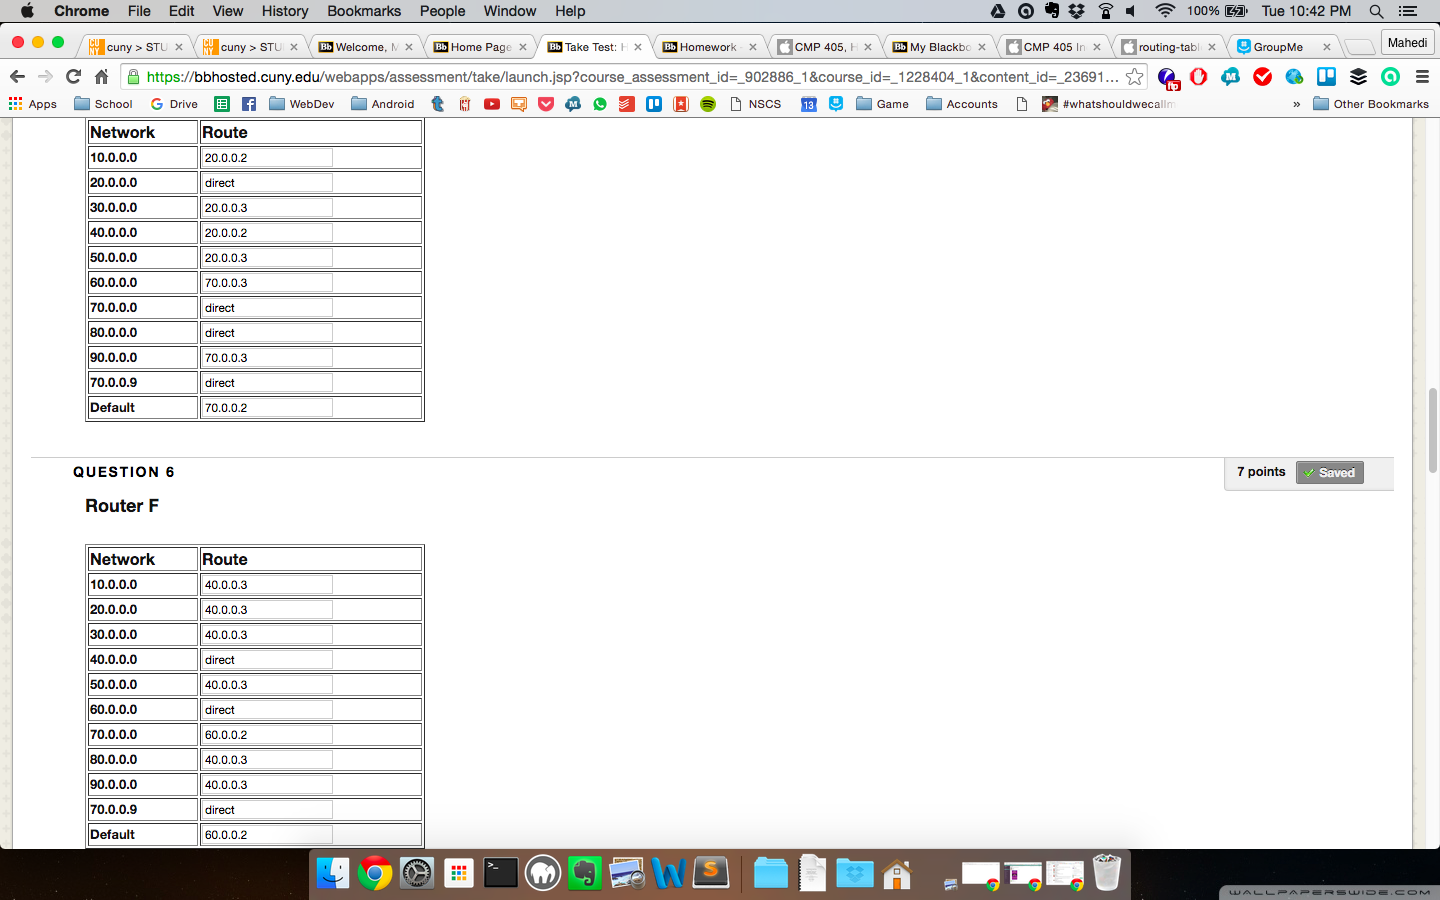 Chrome File Edit View History Bookmarks People Window Help 100% Tue 10:42 PM
cuny > STU cuny > STU Bb Welcome, M Bb Home Page Bb Take Test: H Bb Homework CMP 405, H Bb My Blackbo CMP 405 In routing-tabl GroupMe Mahedi
https://bbhosted.cuny.edu/webapps/assessment/take/launch.jsp?course_assessment_id=_902886_1&course_id=_1228404_1&content_id=_23691...
Apps School Drive WebDev Android NSCS 13 Game Accounts #whatshouldwecallm » Other Bookmarks
Network Route
10.0.0.0 20.0.0.2
20.0.0.0 direct
30.0.0.0 20.0.0.3
40.0.0.0 20.0.0.2
50.0.0.0 20.0.0.3
60.0.0.0 70.0.0.3
70.0.0.0 direct
80.0.0.0 direct
90.0.0.0 70.0.0.3
70.0.0.9 direct
Default 70.0.0.2
QUESTION 6 7 points Saved
Router F
Network Route
10.0.0.0 40.0.0.3
20.0.0.0 40.0.0.3
30.0.0.0 40.0.0.3
40.0.0.0 direct
50.0.0.0 40.0.0.3
60.0.0.0 direct
70.0.0.0 60.0.0.2
80.0.0.0 40.0.0.3
90.0.0.0 40.0.0.3
70.0.0.9 direct
Default 60.0.0.2
WALLPAPERSWIDE.COM